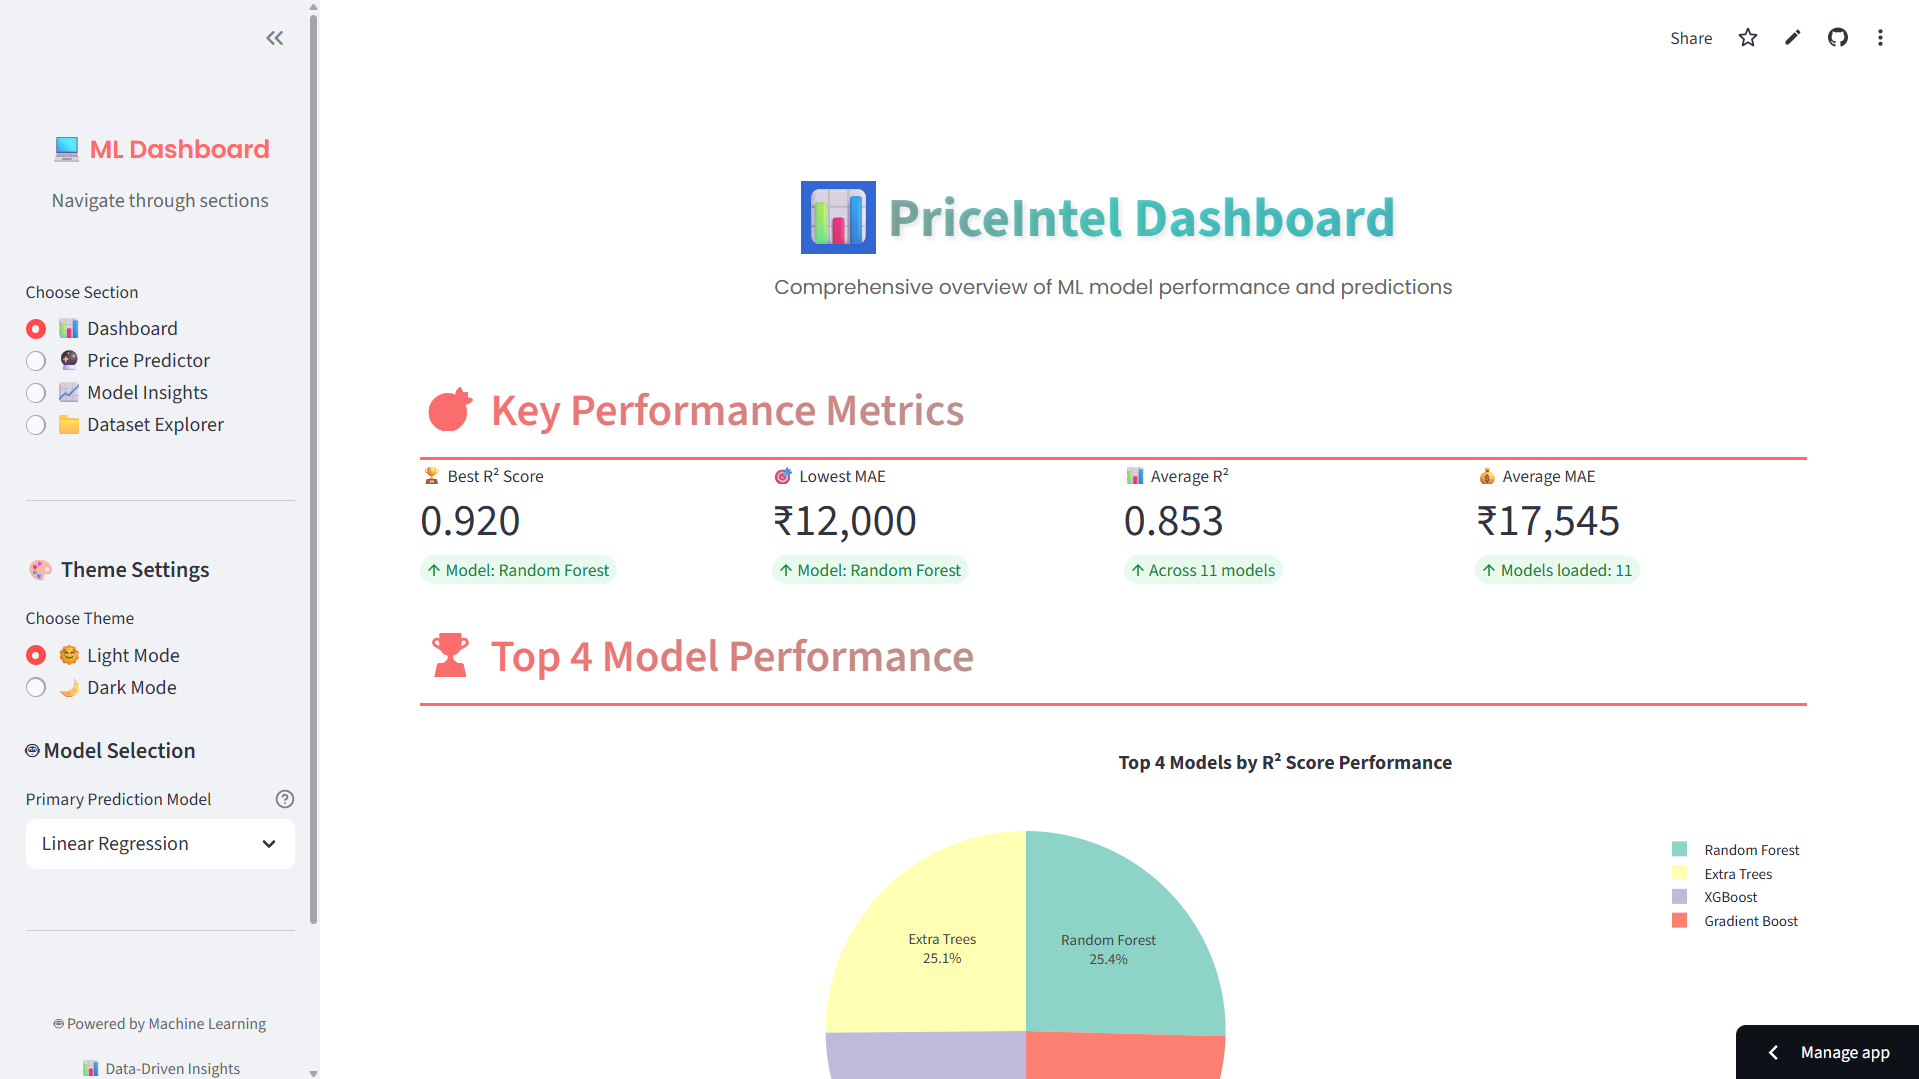 ML Dashboard
Navigate through sections
Choose Section
Dashboard
Price Predictor
Model Insights
Dataset Explorer
Theme Settings
Choose Theme
Light Mode
Dark Mode
Model Selection
Primary Prediction Model
Linear Regression
Powered by Machine Learning
Data-Driven Insights
Share
PriceIntel Dashboard
Comprehensive overview of ML model performance and predictions
Key Performance Metrics
Best R² Score
0.920
↑ Model: Random Forest
Lowest MAE
₹12,000
↑ Model: Random Forest
Average R²
0.853
↑ Across 11 models
Average MAE
₹17,545
↑ Models loaded: 11
Top 4 Model Performance
Top 4 Models by R² Score Performance
Extra Trees
25.1%
Random Forest
25.4%
Random Forest
Extra Trees
XGBoost
Gradient Boost
Manage app